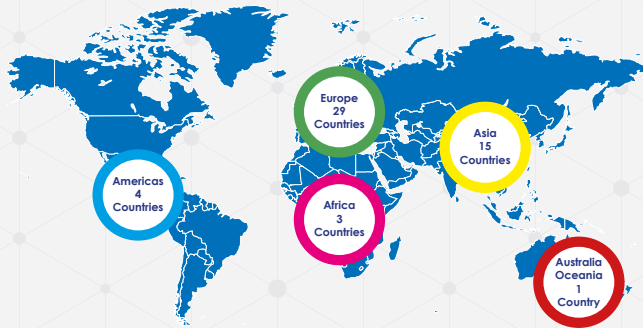 Europe
29
Countries
Asia
15
Countries
Americas
4
Countries
Africa
3
Countries
Australia
Oceania
1
Country